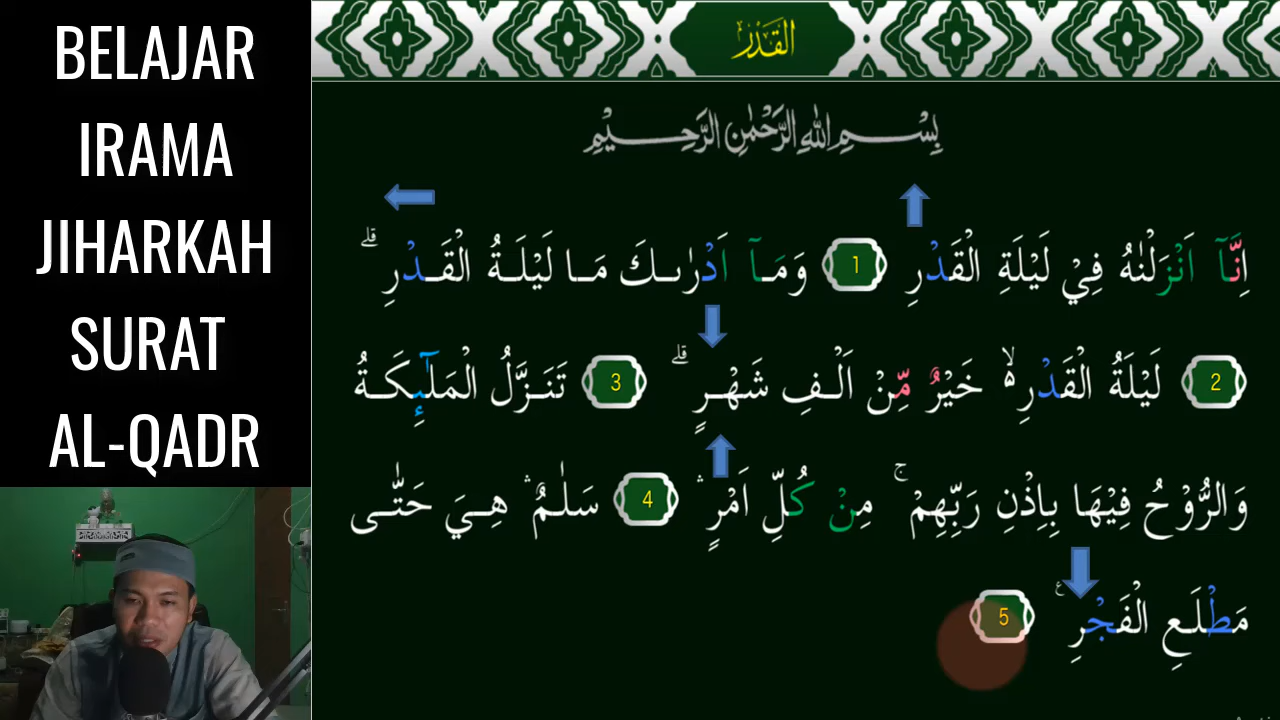 BELAJAR
IRAMA
JIHARKAH
SURAT
AL-QADR
القدر
بِسْمِ اللهِ الرَّحْمٰنِ الرَّحِيْمِ
اِنَّآ اَنْزَلْنٰهُ فِيْ لَيْلَةِ الْقَدْرِ 1 وَمَآ اَدْرٰىكَ مَا لَيْلَةُ الْقَدْرِۗ
2 لَيْلَةُ الْقَدْرِ ەۙ خَيْرٌ مِّنْ اَلْفِ شَهْرٍۗ 3 تَنَزَّلُ الْمَلٰۤىِٕكَةُ
وَالرُّوْحُ فِيْهَا بِاِذْنِ رَبِّهِمْۚ مِنْ كُلِّ اَمْرٍۛ 4 سَلٰمٌۛ هِيَ حَتّٰى
مَطْلَعِ الْفَجْرِ ࣖ 5